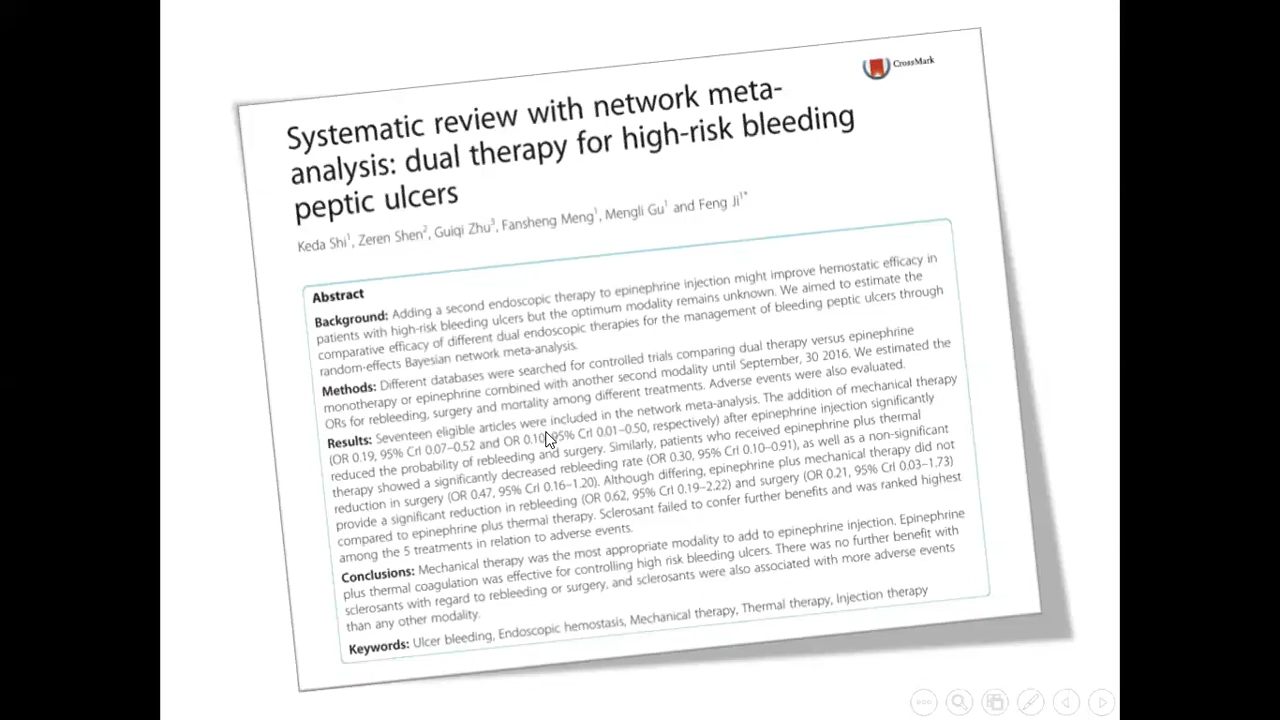 CrossMark
Systematic review with network meta-
analysis: dual therapy for high-risk bleeding
peptic ulcers
Keda Shi1, Zeren Shen2, Guiqi Zhu3, Fansheng Meng1, Mengli Gu1 and Feng Ji1*
Abstract
Background: Adding a second endoscopic therapy to epinephrine injection might improve hemostatic efficacy in
patients with high-risk bleeding ulcers but the optimum modality remains unknown. We aimed to estimate the
comparative efficacy of different dual endoscopic therapies for the management of bleeding peptic ulcers through
random-effects Bayesian network meta-analysis.
Methods: Different databases were searched for controlled trials comparing dual therapy versus epinephrine
monotherapy or epinephrine combined with another second modality until September, 30 2016. We estimated the
ORs for rebleeding, surgery and mortality among different treatments. Adverse events were also evaluated.
Results: Seventeen eligible articles were included in the network meta-analysis. The addition of mechanical therapy
(OR 0.19, 95% CrI 0.07–0.52 and OR 0.10, 95% CrI 0.01–0.50, respectively) after epinephrine injection significantly
reduced the probability of rebleeding and surgery. Similarly, patients who received epinephrine plus thermal
therapy showed a significantly decreased rebleeding rate (OR 0.30, 95% CrI 0.10–0.91), as well as a non-significant
reduction in surgery (OR 0.47, 95% CrI 0.16–1.20). Although differing, epinephrine plus mechanical therapy did not
provide a significant reduction in rebleeding (OR 0.62, 95% CrI 0.19–2.22) and surgery (OR 0.21, 95% CrI 0.03–1.73)
compared to epinephrine plus thermal therapy. Sclerosant failed to confer further benefits and was ranked highest
among the 5 treatments in relation to adverse events.
Conclusions: Mechanical therapy was the most appropriate modality to add to epinephrine injection. Epinephrine
plus thermal coagulation was effective for controlling high risk bleeding ulcers. There was no further benefit with
sclerosants with regard to rebleeding or surgery, and sclerosants were also associated with more adverse events
than any other modality.
Keywords: Ulcer bleeding, Endoscopic hemostasis, Mechanical therapy, Thermal therapy, Injection therapy